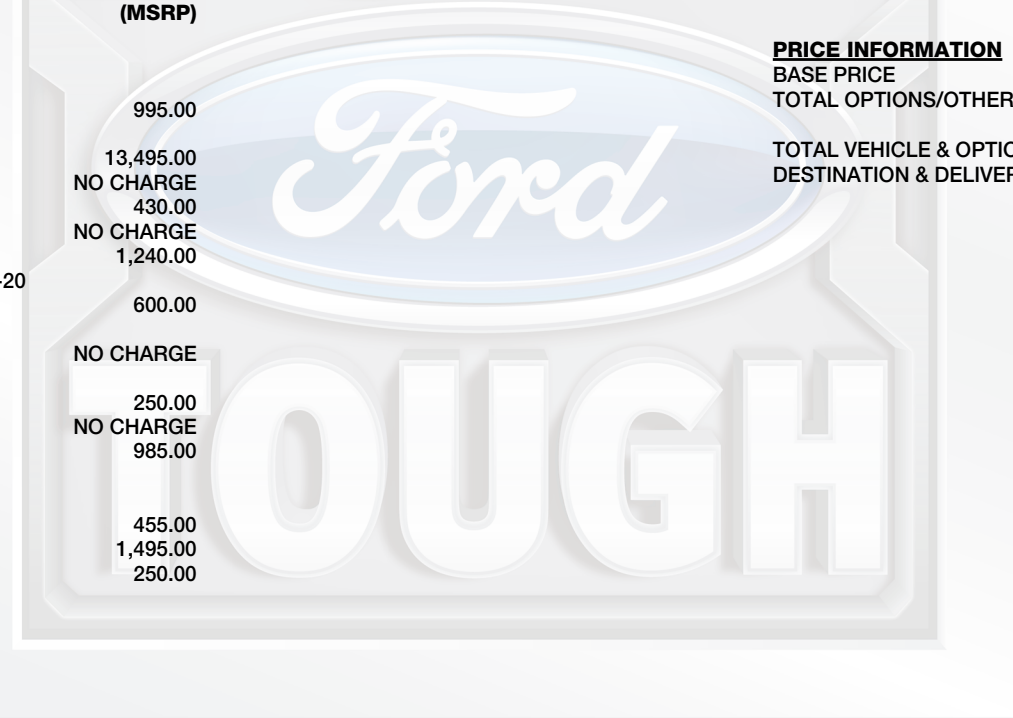 (MSRP)
995.00
13,495.00
NO CHARGE
430.00
NO CHARGE
1,240.00
-20
600.00
NO CHARGE
250.00
NO CHARGE
985.00
455.00
1,495.00
250.00
PRICE INFORMATION
BASE PRICE
TOTAL OPTIONS/OTHER
TOTAL VEHICLE & OPTIO
DESTINATION & DELIVER
Ford
TOUGH